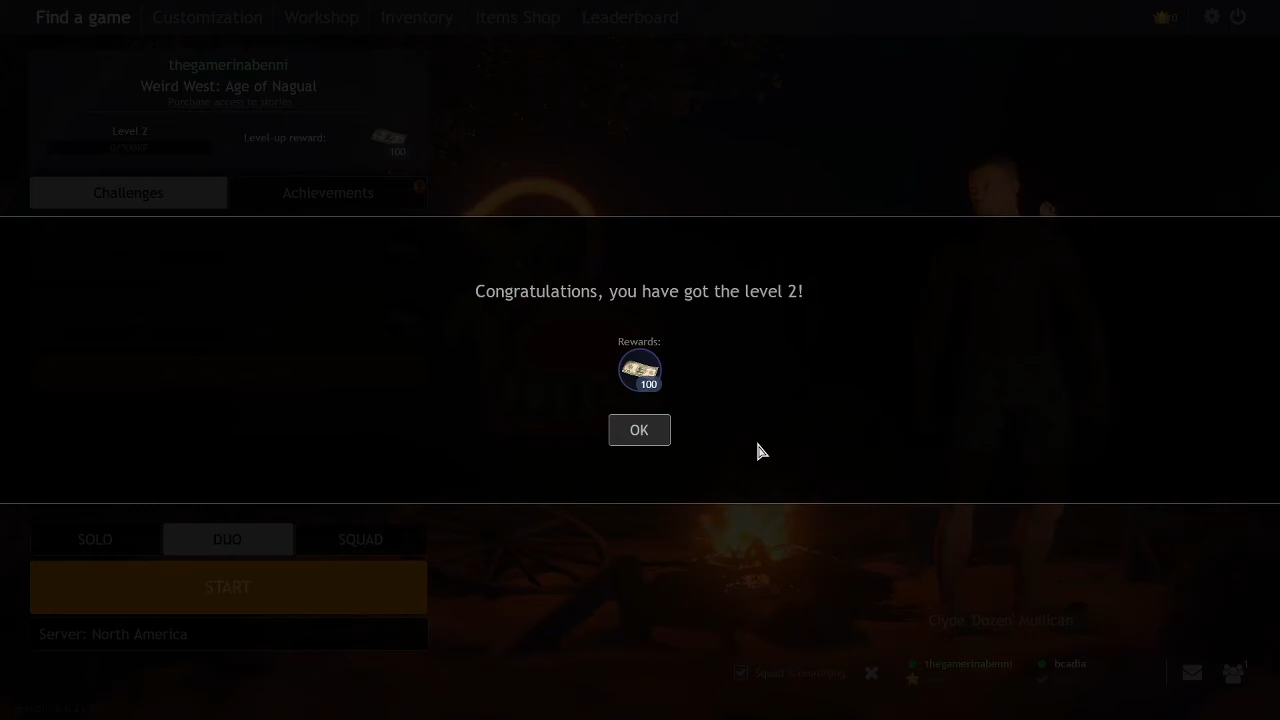 Find a game
Customization
Workshop
Inventory
Items Shop
Leaderboard
thegamerinabenni
Weird West: Age of Nagual
Purchase access to stories
Level 2
Level-up reward:
100
Challenges
Achievements
Congratulations, you have got the level 2!
Rewards:
100
OK
SOLO
DUO
SQUAD
START
Server: North America
Clyde 'Dozen' Mullican
thegamerinabenni
bcadia
1